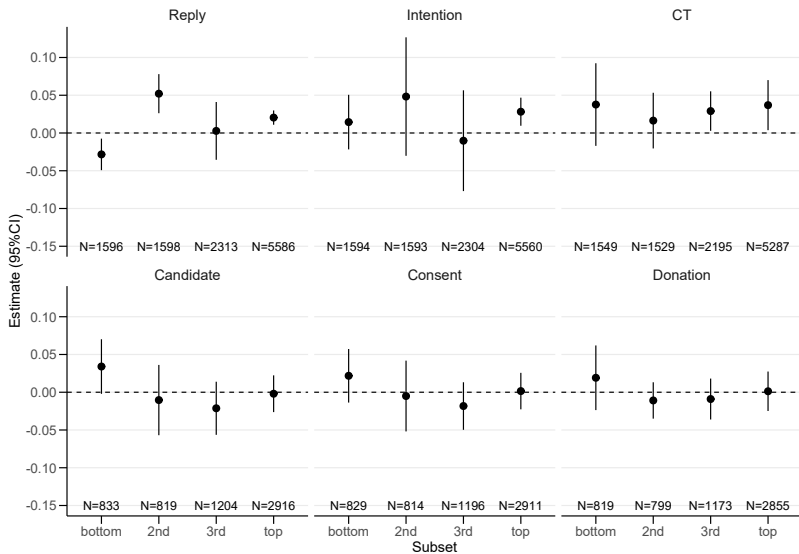 Reply Intention CT
0.10
0.05
0.00
-0.05
-0.10
-0.15
N=1596 N=1598 N=2313 N=5586 N=1594 N=1593 N=2304 N=5560 N=1549 N=1529 N=2195 N=5287
Estimate (95%CI)
Candidate Consent Donation
0.10
0.05
0.00
-0.05
-0.10
-0.15
N=833 N=819 N=1204 N=2916 N=829 N=814 N=1196 N=2911 N=819 N=799 N=1173 N=2855
bottom 2nd 3rd top bottom 2nd 3rd top bottom 2nd 3rd top
Subset